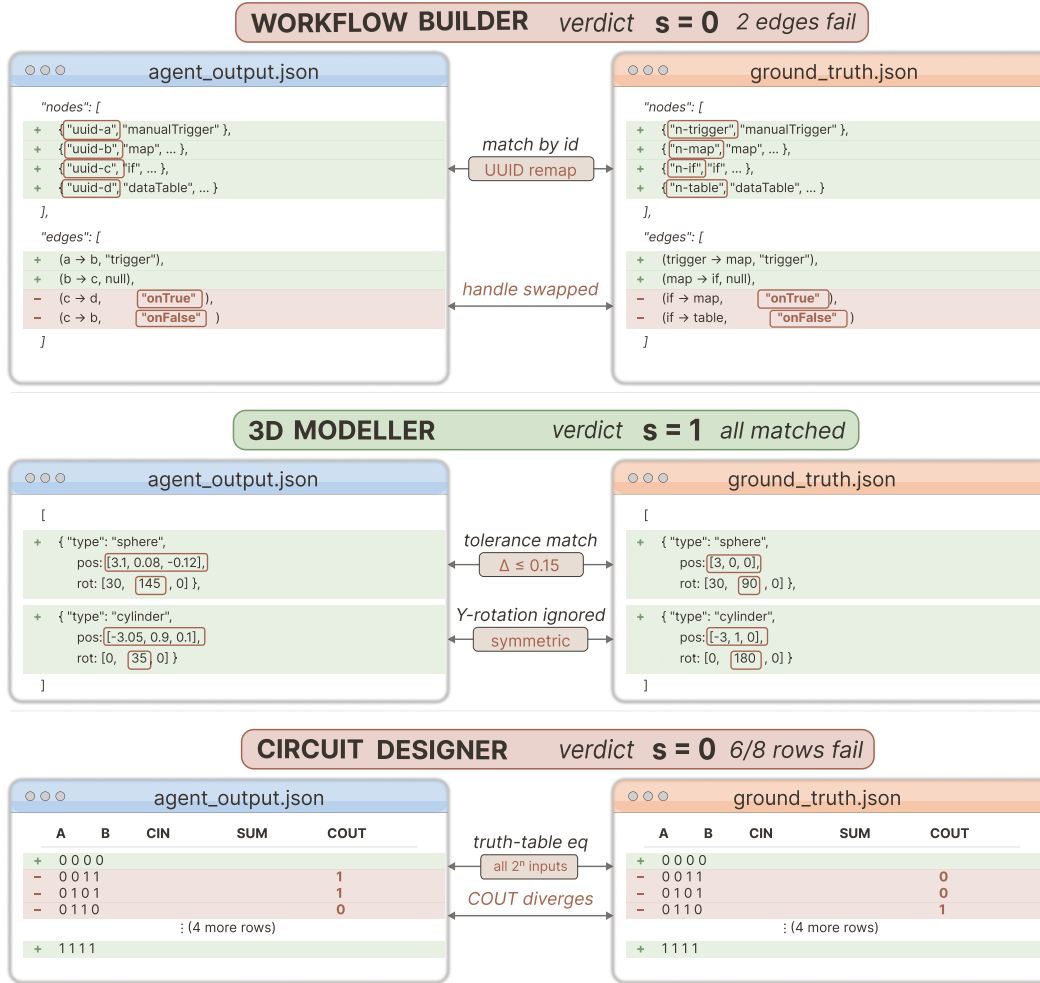 WORKFLOW BUILDER verdict s = 0 2 edges fail
agent_output.json
"nodes": [
+ { "uuid-a", "manualTrigger" },
+ { "uuid-b", "map", ... },
+ { "uuid-c", "if", ... },
+ { "uuid-d", "dataTable", ... }
],
"edges": [
+ (a → b, "trigger"),
+ (b → c, null),
− (c → d, "onTrue" ),
− (c → b, "onFalse" )
]
match by id
UUID remap
handle swapped
ground_truth.json
"nodes": [
+ { "n-trigger", "manualTrigger" },
+ { "n-map", "map", ... },
+ { "n-if", "if", ... },
+ { "n-table", "dataTable", ... }
],
"edges": [
+ (trigger → map, "trigger"),
+ (map → if, null),
− (if → map, "onTrue" ),
− (if → table, "onFalse" )
]
3D MODELLER verdict s = 1 all matched
agent_output.json
[
+ { "type": "sphere",
pos: [3.1, 0.08, -0.12],
rot: [30, 145 , 0] },
+ { "type": "cylinder",
pos: [-3.05, 0.9, 0.1],
rot: [0, 35, 0] }
]
tolerance match
Δ ≤ 0.15
Y-rotation ignored
symmetric
ground_truth.json
[
+ { "type": "sphere",
pos: [3, 0, 0],
rot: [30, 90 , 0] },
+ { "type": "cylinder",
pos: [-3, 1, 0],
rot: [0, 180 , 0] }
]
CIRCUIT DESIGNER verdict s = 0 6/8 rows fail
agent_output.json
A B CIN SUM COUT
+ 0 0 0 0
− 0 0 1 1 1
− 0 1 0 1 1
− 0 1 1 0 0
⋮ (4 more rows)
+ 1 1 1 1
truth-table eq
all 2ⁿ inputs
COUT diverges
ground_truth.json
A B CIN SUM COUT
+ 0 0 0 0
− 0 0 1 1 0
− 0 1 0 1 0
− 0 1 1 0 1
⋮ (4 more rows)
+ 1 1 1 1